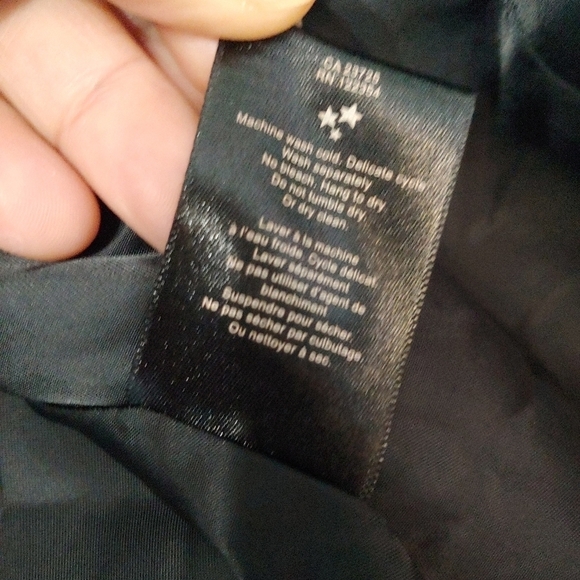 CA 33728
Machine wash cold, Delicate cycle
Wash separately
No bleach, Hang to dry
Do not tumble dry
Or dry clean.
Laver à la machine
à l'eau froide, Cycle délicat
Laver séparément
Ne pas utiliser d'agent de
blanchiment
Suspendre pour sécher.
Ne pas sécher par culbutage.
Ou nettoyer à sec.